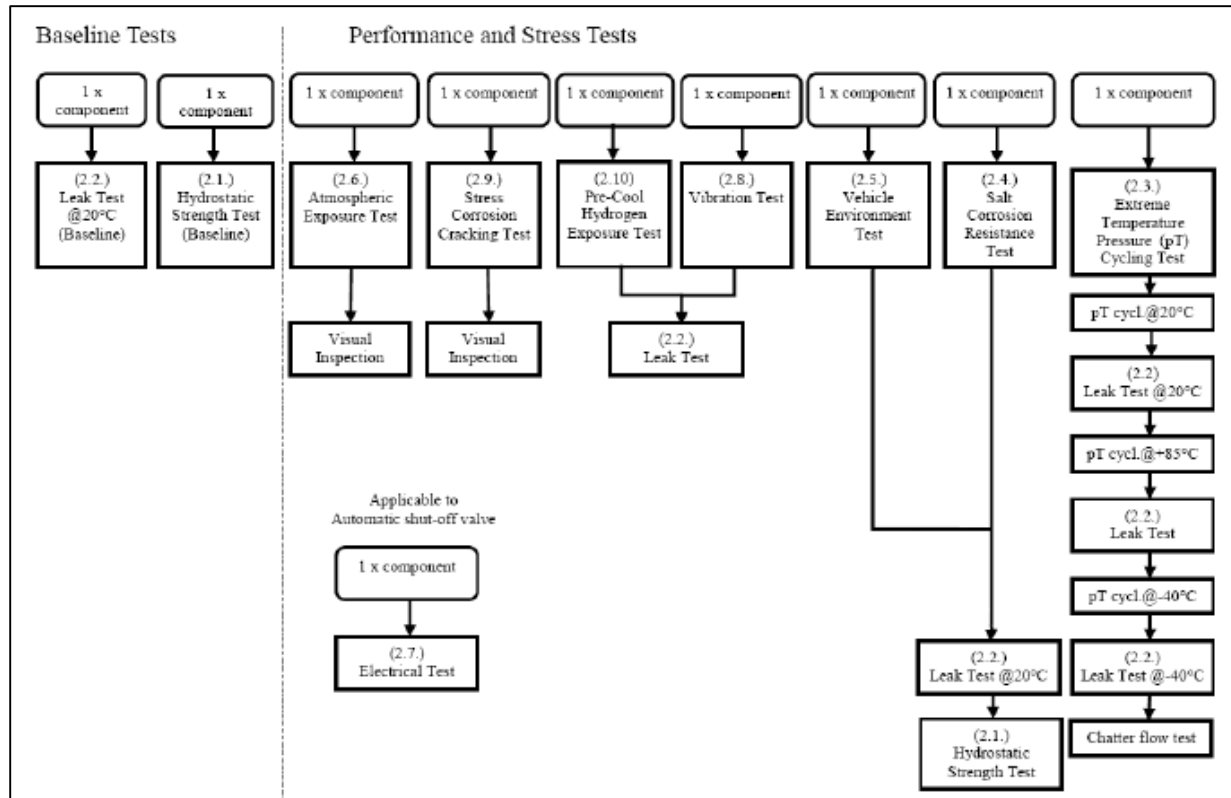 Baseline Tests
Performance and Stress Tests
1 x
component
1 x
component
1 x component
1 x component
1 x component
1 x component
1 x component
1 x component
1 x component
(2.2.)
Leak Test
@20°C
(Baseline)
(2.1.)
Hydrostatic
Strength Test
(Baseline)
(2.6.)
Atmospheric
Exposure Test
(2.9.)
Stress
Corrosion
Cracking Test
(2.10)
Pre-Cool
Hydrogen
Exposure Test
(2.8.)
Vibration Test
(2.5.)
Vehicle
Environment
Test
(2.4.)
Salt
Corrosion
Resistance
Test
(2.3.)
Extreme
Temperature
Pressure (pT)
Cycling Test
Visual
Inspection
Visual
Inspection
(2.2.)
Leak Test
pT cycl.@20°C
(2.2)
Leak Test @20°C
pT cycl.@+85°C
(2.2.)
Leak Test
pT cycl.@-40°C
(2.2.)
Leak Test @-40°C
Chatter flow test
Applicable to
Automatic shut-off valve
1 x component
(2.7.)
Electrical Test
(2.2.)
Leak Test @20°C
(2.1.)
Hydrostatic
Strength Test